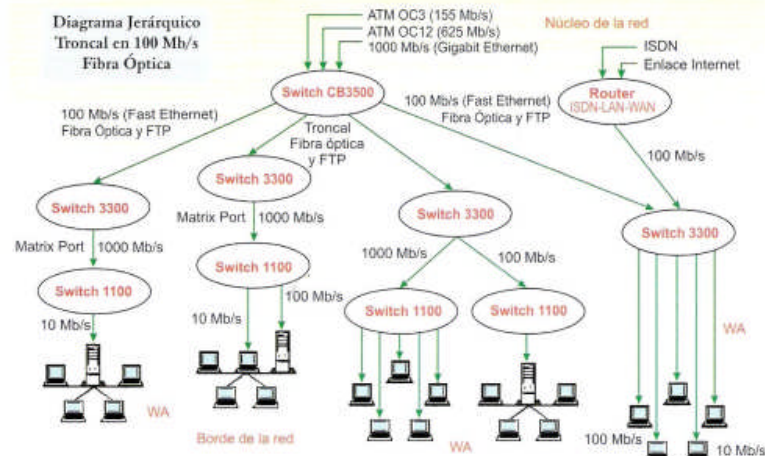 Diagrama Jerárquico
Troncal en 100 Mb/s
Fibra Óptica
ATM OC3 (155 Mb/s)
ATM OC12 (625 Mb/s)
1000 Mb/s (Gigabit Ethernet)
Núcleo de la red
ISDN
Enlace Internet
Switch CB3500
Router
ISDN-LAN-WAN
100 Mb/s (Fast Ethernet)
Fibra Óptica y FTP
Troncal
Fibra óptica
y FTP
100 Mb/s (Fast Ethernet)
Fibra Óptica y FTP
100 Mb/s
Switch 3300
Switch 3300
Switch 3300
Switch 3300
Matrix Port
1000 Mb/s
Matrix Port
1000 Mb/s
1000 Mb/s
100 Mb/s
Switch 1100
Switch 1100
Switch 1100
Switch 1100
10 Mb/s
10 Mb/s
100 Mb/s
WA
WA
WA
Borde de la red
100 Mb/s
10 Mb/s